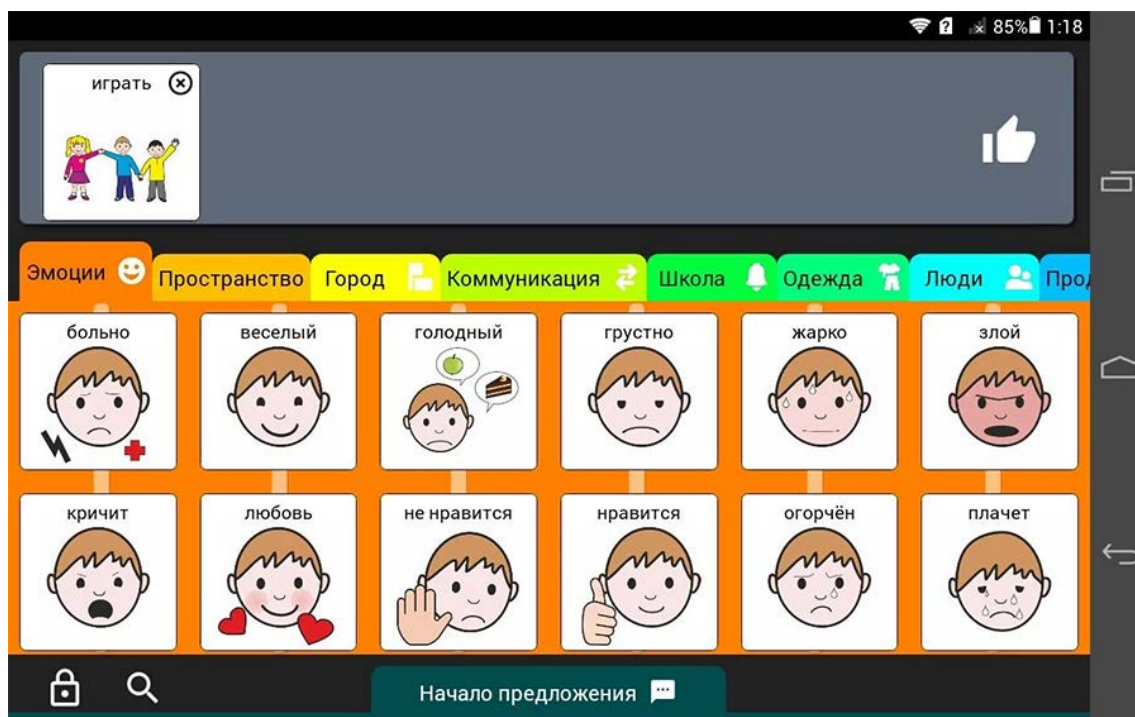 85% 1:18
играть
Эмоции Пространство Город Коммуникация Школа Одежда Люди Прод
больно веселый голодный грустно жарко злой
кричит любовь не нравится нравится огорчён плачет
Начало предложения